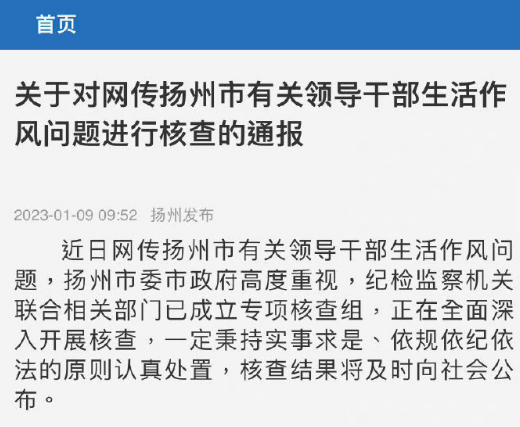 首页
关于对网传扬州市有关领导干部生活作
风问题进行核查的通报
2023-01-09 09:52 扬州发布
近日网传扬州市有关领导干部生活作风问
题，扬州市委市政府高度重视，纪检监察机关
联合相关部门已成立专项核查组，正在全面深
入开展核查，一定秉持实事求是、依规依纪依
法的原则认真处置，核查结果将及时向社会公
布。